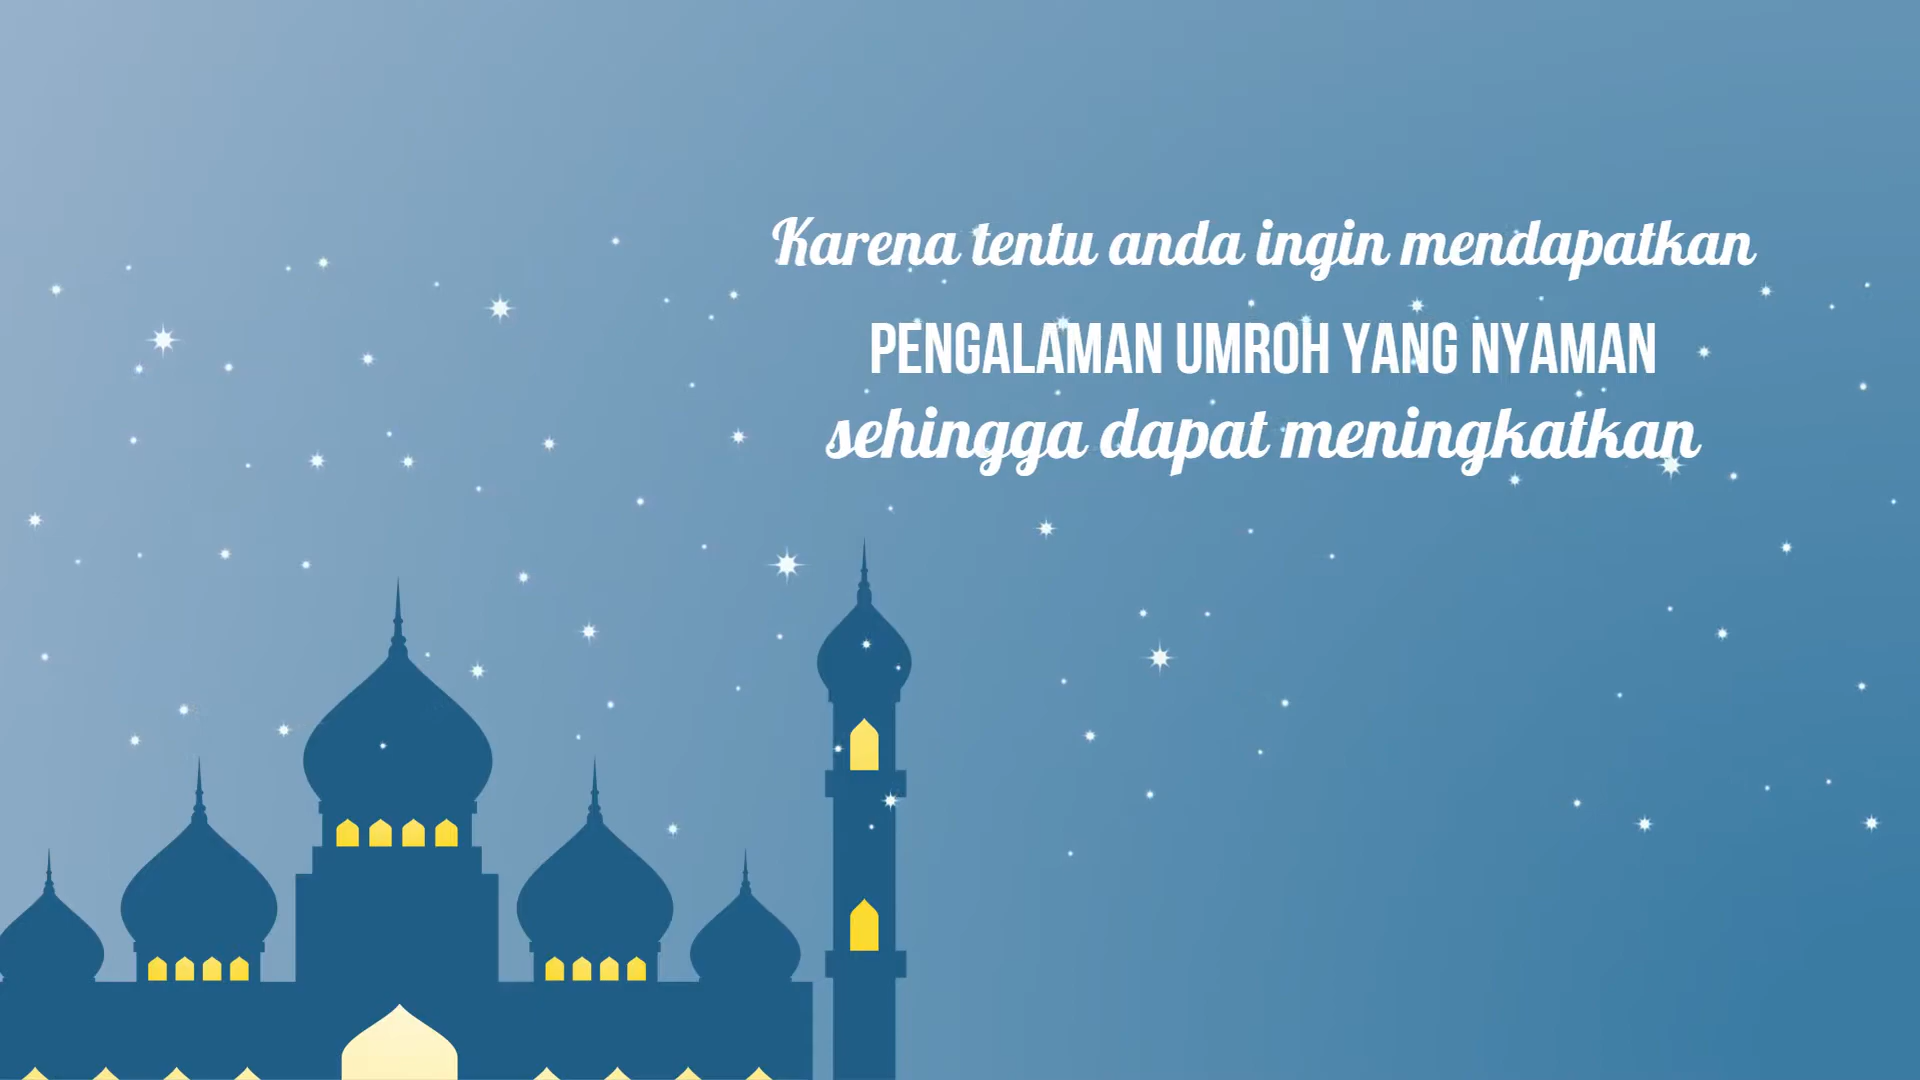 Karena tentu anda ingin mendapatkan
PENGALAMAN UMROH YANG NYAMAN
sehingga dapat meningkatkan